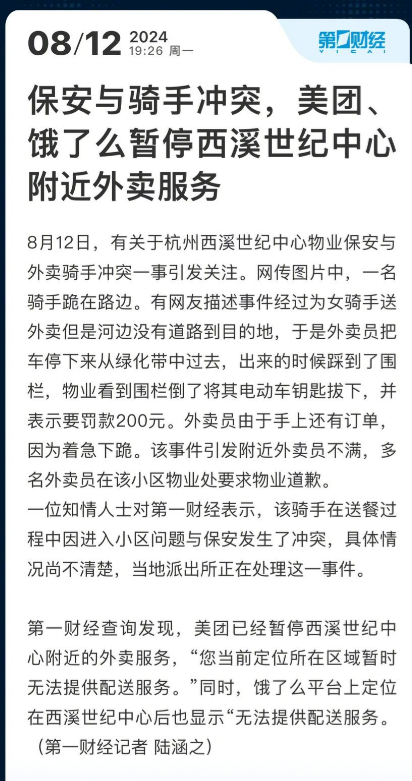 08/12 2024
19:26 周一
第一财经
YICAI
保安与骑手冲突，美团、
饿了么暂停西溪世纪中心
附近外卖服务
8月12日，有关于杭州西溪世纪中心物业保安与
外卖骑手冲突一事引发关注。网传图片中，一名
骑手跪在路边。有网友描述事件经过为女骑手送
外卖但是河边没有道路到目的地，于是外卖员把
车停下来从绿化带中过去，出来的时候踩到了围
栏，物业看到围栏倒了将其电动车钥匙拔下，并
表示要罚款200元。外卖员由于手上还有订单，
因为着急下跪。该事件引发附近外卖员不满，多
名外卖员在该小区物业处要求物业道歉。
一位知情人士对第一财经表示，该骑手在送餐过
程中因进入小区问题与保安发生了冲突，具体情
况尚不清楚，当地派出所正在处理这一事件。
第一财经查询发现，美团已经暂停西溪世纪中
心附近的外卖服务，“您当前定位所在区域暂时
无法提供配送服务。”同时，饿了么平台上定位
在西溪世纪中心后也显示“无法提供配送服务。
（第一财经记者 陆涵之）